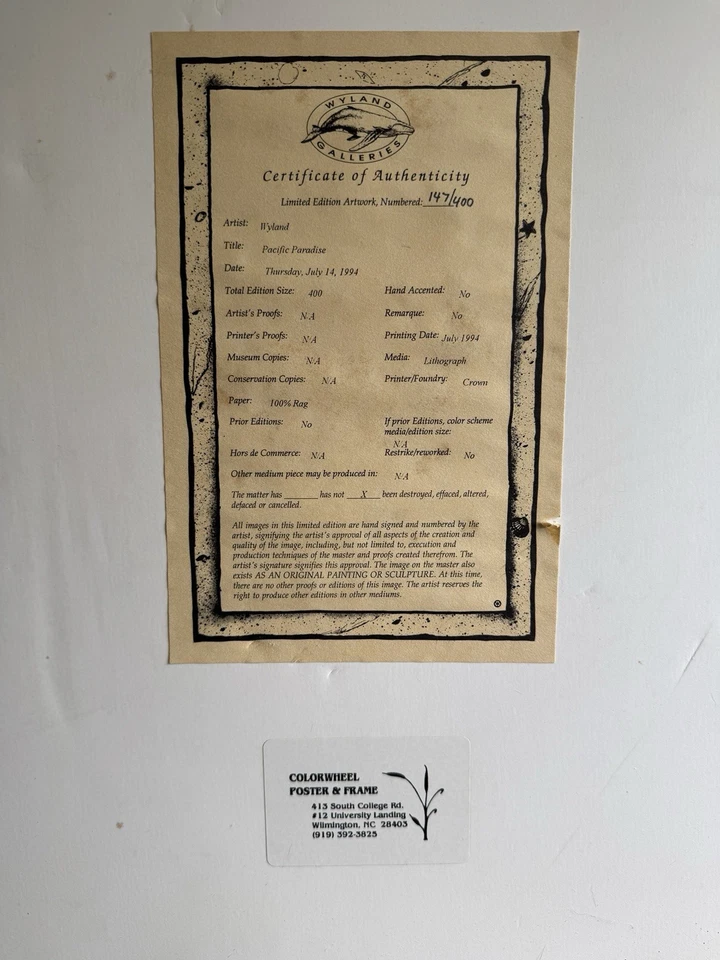 WYLAND
GALLERIES
Certificate of Authenticity
Limited Edition Artwork, Numbered: 147/400
Artist: Wyland
Title: Pacific Paradise
Date: Thursday, July 14, 1994
Total Edition Size: 400 Hand Accented: No
Artist's Proofs: N/A Remarque: No
Printer's Proofs: N/A Printing Date: July 1994
Museum Copies: N/A Media: Lithograph
Conservation Copies: N/A Printer/Foundry: Crown
Paper: 100% Rag
Prior Editions: No If prior Editions, color scheme
media/edition size:
N/A
Hors de Commerce: N/A Restrike/reworked: No
Other medium piece may be produced in: N/A
The matter has ______ has not __X__ been destroyed, effaced, altered,
defaced or cancelled.
All images in this limited edition are hand signed and numbered by the
artist, signifying the artist's approval of all aspects of the creation and
quality of the image, including, but not limited to, execution and
production techniques of the master and proofs created therefrom. The
artist's signature signifies this approval. The image on the master also
exists AS AN ORIGINAL PAINTING OR SCULPTURE. At this time,
there are no other proofs or editions of this image. The artist reserves the
right to produce other editions in other mediums.
COLORWHEEL
POSTER & FRAME
413 South College Rd.
#12 University Landing
Wilmington, NC 28403
(919) 392-3825